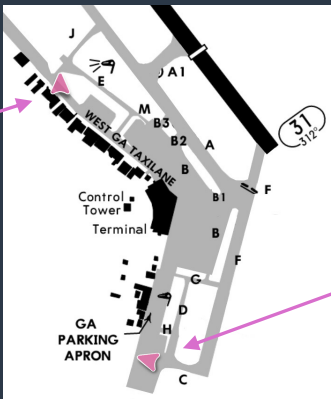 J
A1
E
M
B3
B2
A
WEST GA TAXILANE
B
31
312°
F
Control
Tower
B1
Terminal
B
F
G
D
GA
PARKING
APRON
H
C